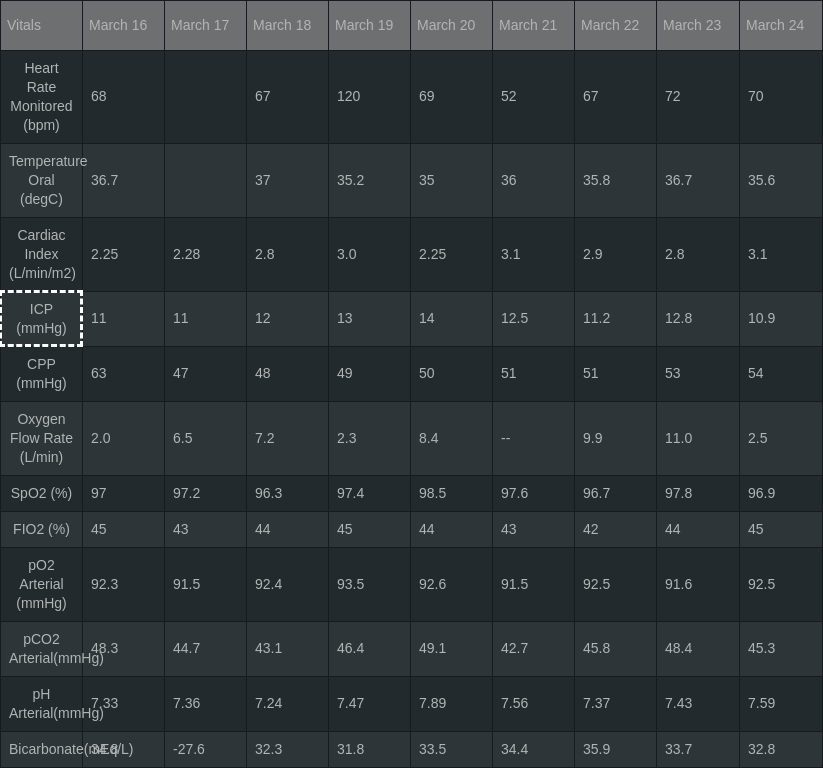 Vitals March 16 March 17 March 18 March 19 March 20 March 21 March 22 March 23 March 24
Heart
Rate
Monitored
(bpm)
68 67 120 69 52 67 72 70
Temperature
Oral
(degC)
36.7 37 35.2 35 36 35.8 36.7 35.6
Cardiac
Index
(L/min/m2)
2.25 2.28 2.8 3.0 2.25 3.1 2.9 2.8 3.1
ICP
(mmHg)
11 11 12 13 14 12.5 11.2 12.8 10.9
CPP
(mmHg)
63 47 48 49 50 51 51 53 54
Oxygen
Flow Rate
(L/min)
2.0 6.5 7.2 2.3 8.4 -- 9.9 11.0 2.5
SpO2 (%) 97 97.2 96.3 97.4 98.5 97.6 96.7 97.8 96.9
FIO2 (%) 45 43 44 45 44 43 42 44 45
pO2
Arterial
(mmHg)
92.3 91.5 92.4 93.5 92.6 91.5 92.5 91.6 92.5
pCO2
Arterial(mmHg)
48.3 44.7 43.1 46.4 49.1 42.7 45.8 48.4 45.3
pH
Arterial(mmHg)
7.33 7.36 7.24 7.47 7.89 7.56 7.37 7.43 7.59
Bicarbonate(mEq/L) -27.6 32.3 31.8 33.5 34.4 35.9 33.7 32.8